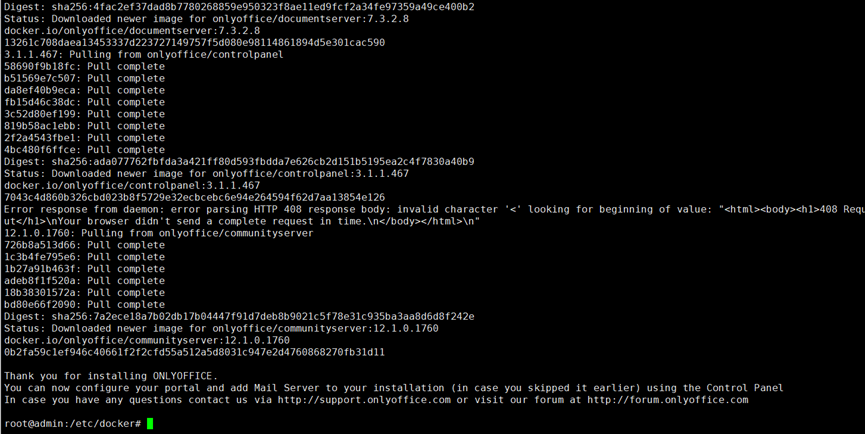 Digest: sha256:4fac2ef37dad8b7780268859e950323f8ae11ed9fcf2a34fe97359a49ce400b2
Status: Downloaded newer image for onlyoffice/documentserver:7.3.2.8
docker.io/onlyoffice/documentserver:7.3.2.8
13261c708daea13453337d223727149757f5d080e98114861894d5e301cac590
3.1.1.467: Pulling from onlyoffice/controlpanel
58690f9b18fc: Pull complete
b51569e7c507: Pull complete
da8ef40b9eca: Pull complete
fb15d46c38dc: Pull complete
3c52d80ef199: Pull complete
819b58ac1ebb: Pull complete
2f2a4543fbe1: Pull complete
4bc480f6ffce: Pull complete
Digest: sha256:ada077762fbfda3a421ff80d593fbdda7e626cb2d151b5195ea2c4f7830a40b9
Status: Downloaded newer image for onlyoffice/controlpanel:3.1.1.467
docker.io/onlyoffice/controlpanel:3.1.1.467
7043c4d860b326cbd023b8f5729e32ecbcebc6e94e264594f62d7aa13854e126
Error response from daemon: error parsing HTTP 408 response body: invalid character '<' looking for beginning of value: "<html><body><h1>408 Requ
ut</h1>\nYour browser didn't send a complete request in time.\n</body></html>\n"
12.1.0.1760: Pulling from onlyoffice/communityserver
726b8a513d66: Pull complete
1c3b4fe795e6: Pull complete
1b27a91b463f: Pull complete
adeb8f1f520a: Pull complete
18b38301572a: Pull complete
bd80e66f2090: Pull complete
Digest: sha256:7a2ece18a7b02db17b04447f91d7deb8b9021c5f78e31c935ba3aa8d6d8f242e
Status: Downloaded newer image for onlyoffice/communityserver:12.1.0.1760
docker.io/onlyoffice/communityserver:12.1.0.1760
0b2fa59c1ef946c40661f2f2cfd55a512a5d8031c947e2d4760868270fb31d11
Thank you for installing ONLYOFFICE.
You can now configure your portal and add Mail Server to your installation (in case you skipped it earlier) using the Control Panel
In case you have any questions contact us via http://support.onlyoffice.com or visit our forum at http://forum.onlyoffice.com
root@admin:/etc/docker#